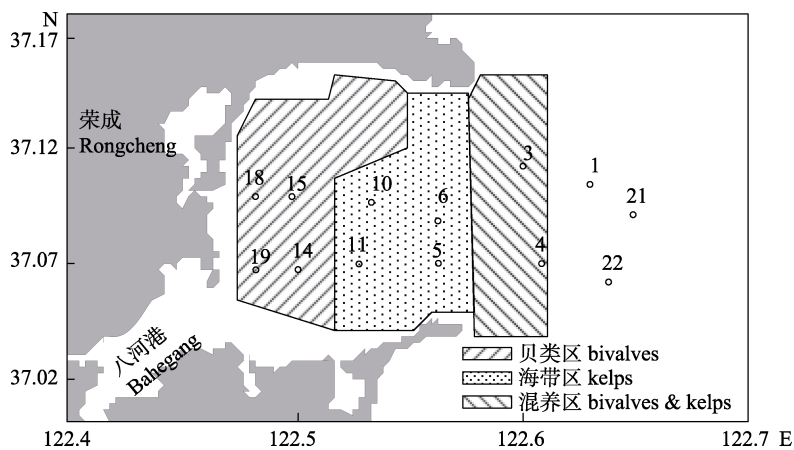 N
37.17
荣成
Rongcheng
37.12
3
1
18
15
10
21
6
19
14
11
5
4
22
37.07
八河港
Bahegang
贝类区 bivalves
海带区 kelps
混养区 bivalves & kelps
37.02
122.4
122.5
122.6
122.7 E